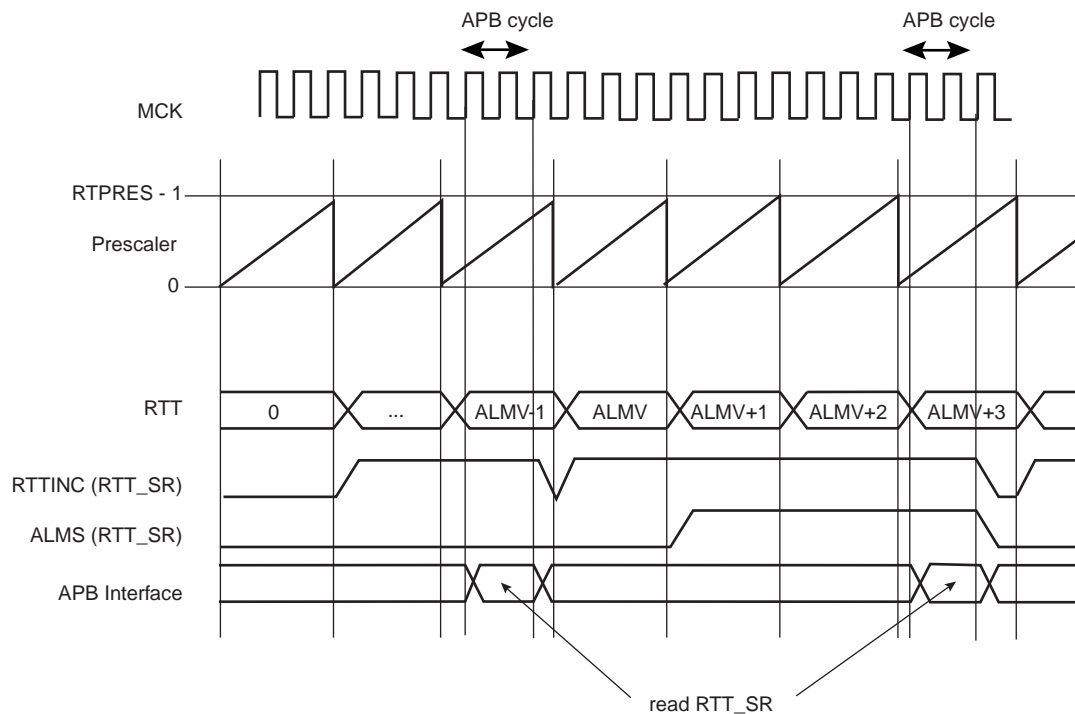 APB cycle
APB cycle
MCK
RTPRES - 1
Prescaler
0
RTT
0
...
ALMV-1
ALMV
ALMV+1
ALMV+2
ALMV+3
RTTINC (RTT_SR)
ALMS (RTT_SR)
APB Interface
read RTT_SR